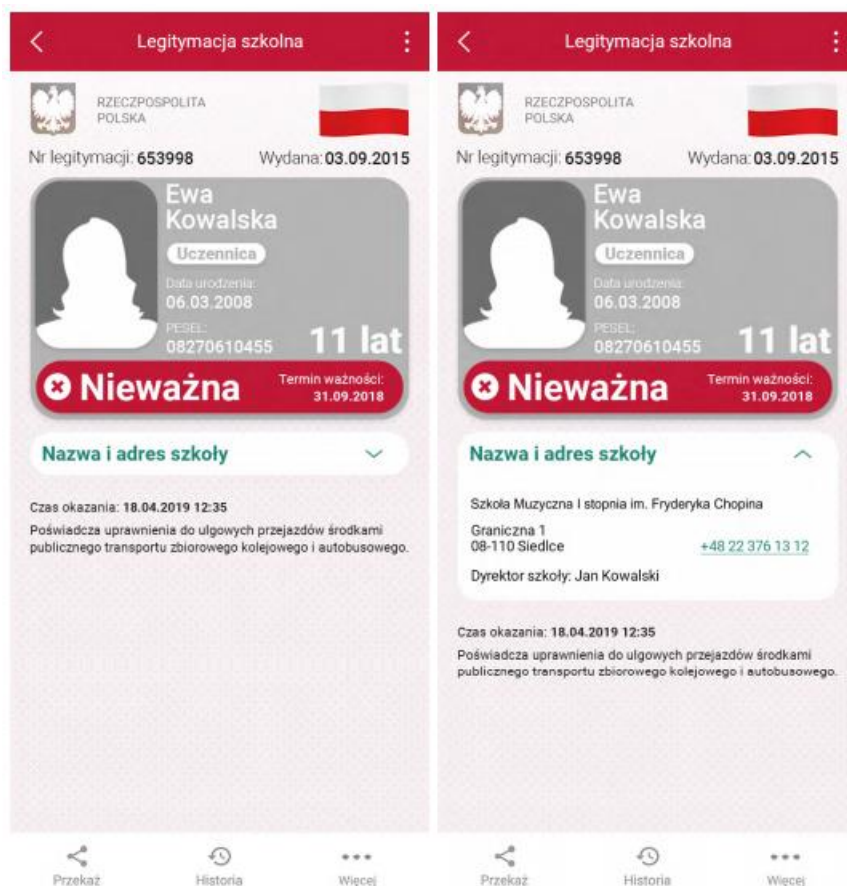 Legitymacja szkolna
RZECZPOSPOLITA
POLSKA
Nr legitymacji: 653998 Wydana: 03.09.2015
Ewa
Kowalska
Uczennica
Data urodzenia:
06.03.2008
PESEL:
08270610455
11 lat
Nieważna
Termin ważności:
31.09.2018
Nazwa i adres szkoły
Czas okazania: 18.04.2019 12:35
Poświadcza uprawnienia do ulgowych przejazdów środkami
publicznego transportu zbiorowego kolejowego i autobusowego.
Przekaż Historia Więcej
Legitymacja szkolna
RZECZPOSPOLITA
POLSKA
Nr legitymacji: 653998 Wydana: 03.09.2015
Ewa
Kowalska
Uczennica
Data urodzenia:
06.03.2008
PESEL:
08270610455
11 lat
Nieważna
Termin ważności:
31.09.2018
Nazwa i adres szkoły
Szkoła Muzyczna I stopnia im. Fryderyka Chopina
Graniczna 1
08-110 Siedlce +48 22 376 13 12
Dyrektor szkoły: Jan Kowalski
Czas okazania: 18.04.2019 12:35
Poświadcza uprawnienia do ulgowych przejazdów środkami
publicznego transportu zbiorowego kolejowego i autobusowego.
Przekaż Historia Więcej